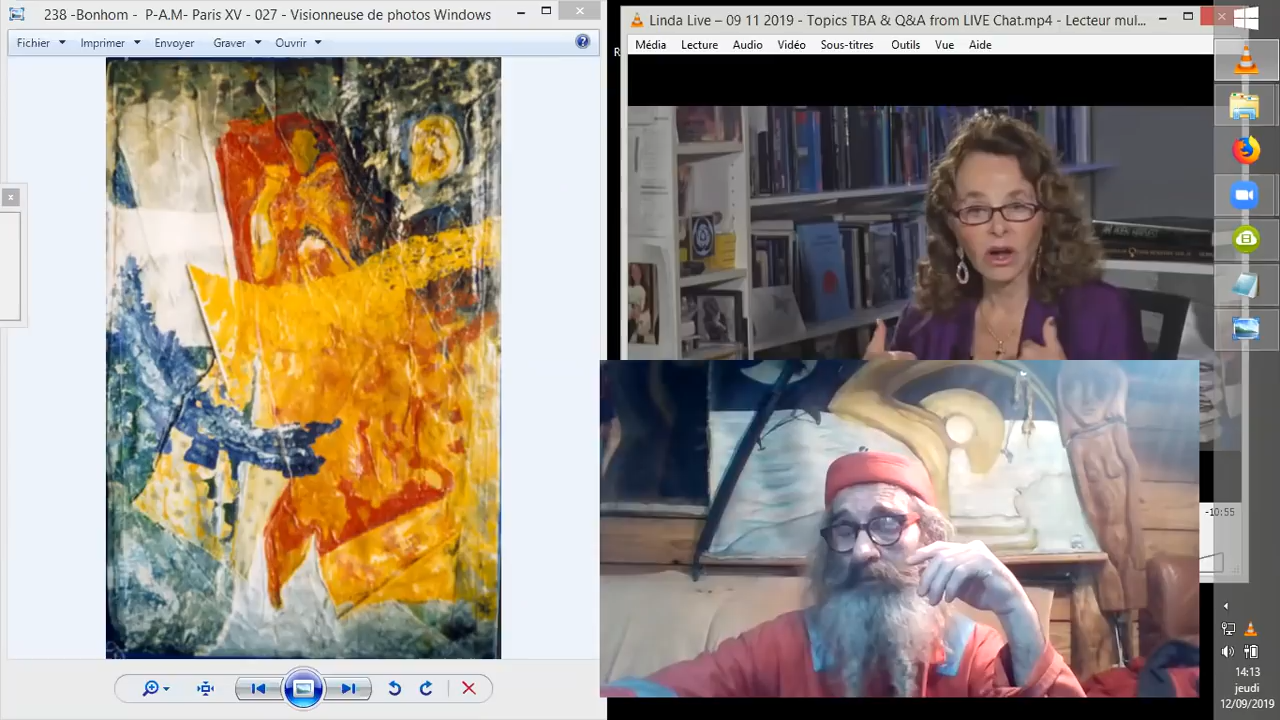 238 -Bonhom - P-A.M- Paris XV - 027 - Visionneuse de photos Windows
Fichier Imprimer Envoyer Graver Ouvrir
Linda Live – 09 11 2019 - Topics TBA & Q&A from LIVE Chat.mp4 - Lecteur mul...
Média Lecture Audio Vidéo Sous-titres Outils Vue Aide
-10:55
14:13
jeudi
12/09/2019